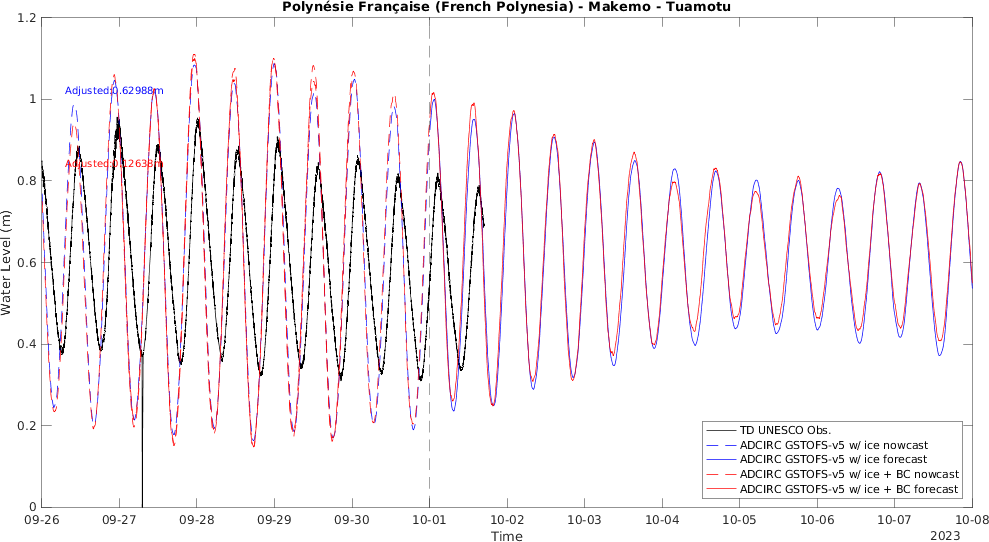 Polynésie Française (French Polynesia) - Makemo - Tuamotu
Water Level (m)
1.2
1
0.8
0.6
0.4
0.2
0
Adjusted:0.62988m
Adjusted:0.12638m
TD UNESCO Obs.
ADCIRC GSTOFS-v5 w/ ice nowcast
ADCIRC GSTOFS-v5 w/ ice forecast
ADCIRC GSTOFS-v5 w/ ice + BC nowcast
ADCIRC GSTOFS-v5 w/ ice + BC forecast
09-26 09-27 09-28 09-29 09-30 10-01 10-02 10-03 10-04 10-05 10-06 10-07 10-08
Time
2023